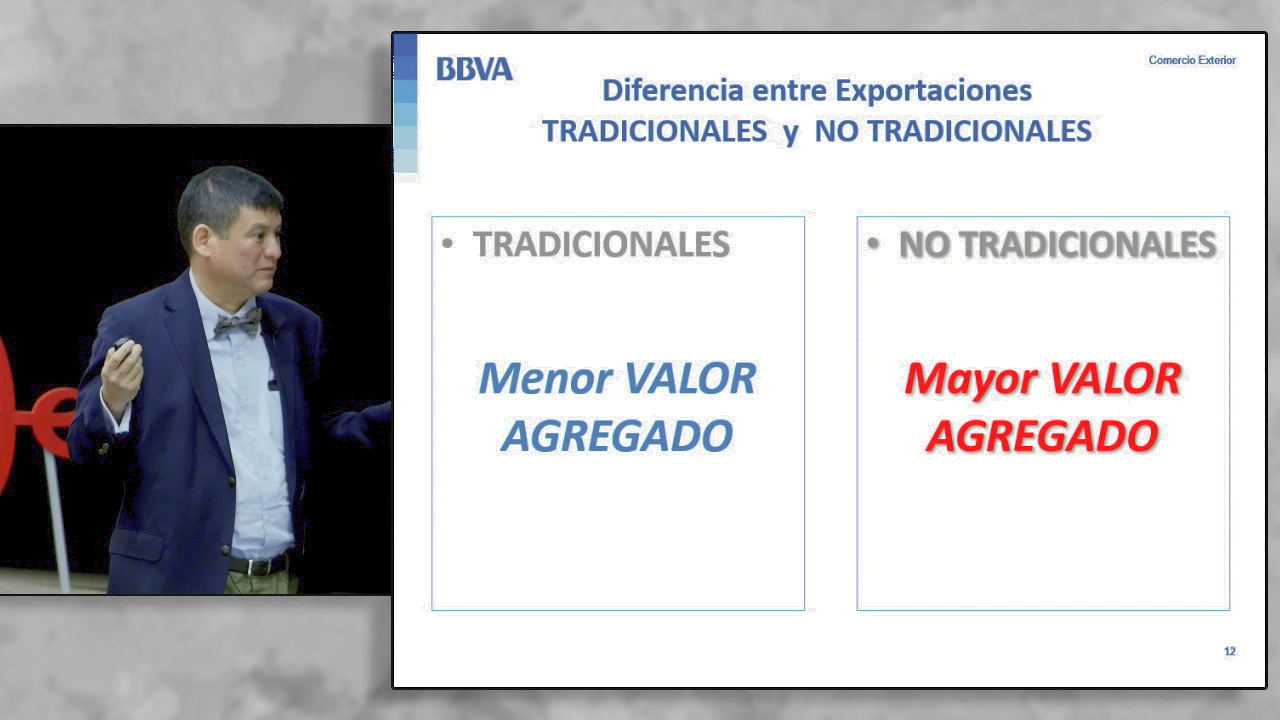 BBVA
Comercio Exterior
Diferencia entre Exportaciones
TRADICIONALES y NO TRADICIONALES
• TRADICIONALES
Menor VALOR
AGREGADO
• NO TRADICIONALES
Mayor VALOR
AGREGADO
12